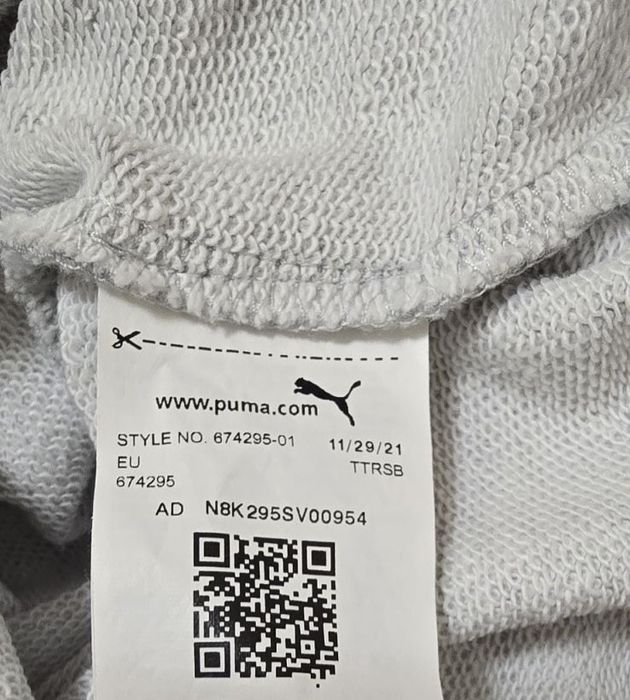 www.puma.com
STYLE NO. 674295-01 11/29/21
EU TTRSB
674295
AD N8K295SV00954